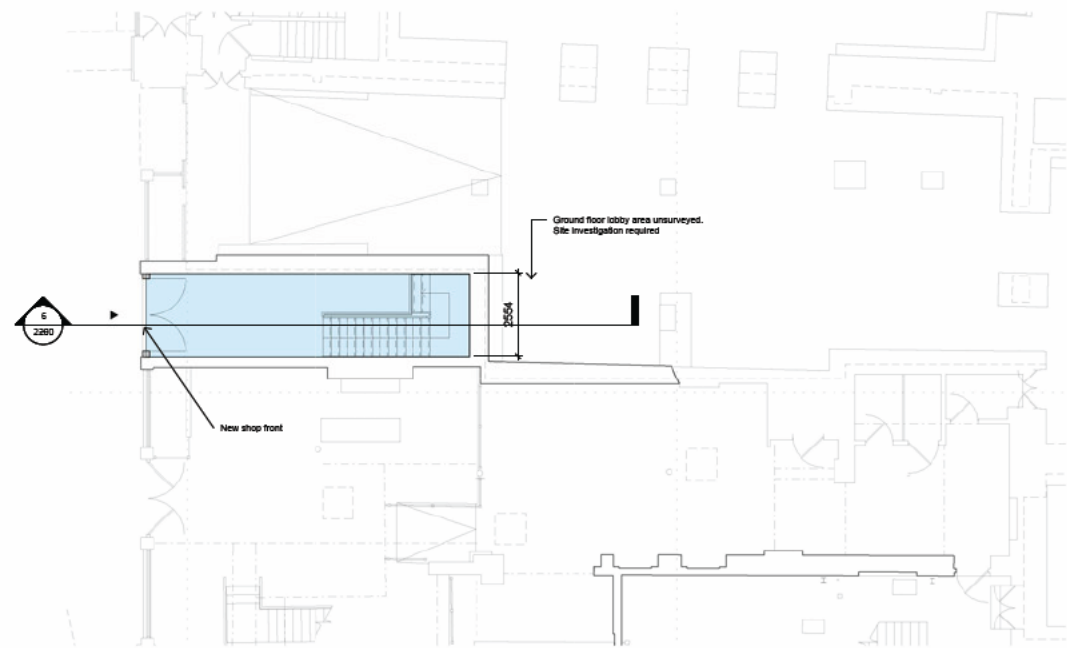 Ground floor lobby area unsurveyed.
Site investigation required
2554
6
2280
New shop front